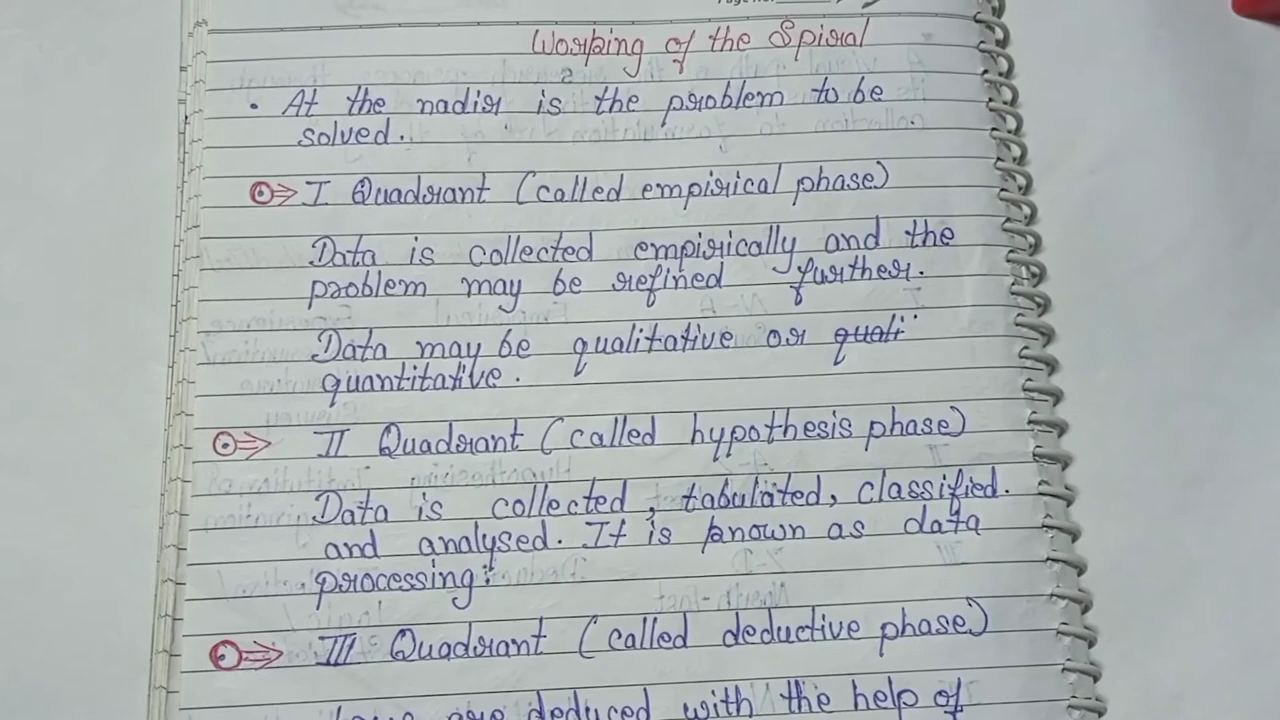 Working of the Spiral
• At the nadir is the problem to be
solved.
I Quadrant (called empirical phase)
Data is collected empirically and the
problem may be refined further.
Data may be qualitative or quali
quantitative.
II Quadrant (called hypothesis phase)
Data is collected, tabulated, classified.
and analysed. It is known as data
processing:
III Quadrant (called deductive phase)
are deduced with the help of